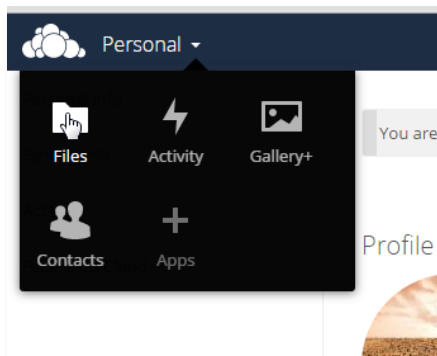 Personal
Files Activity Gallery+
You are
Contacts Apps
Profile